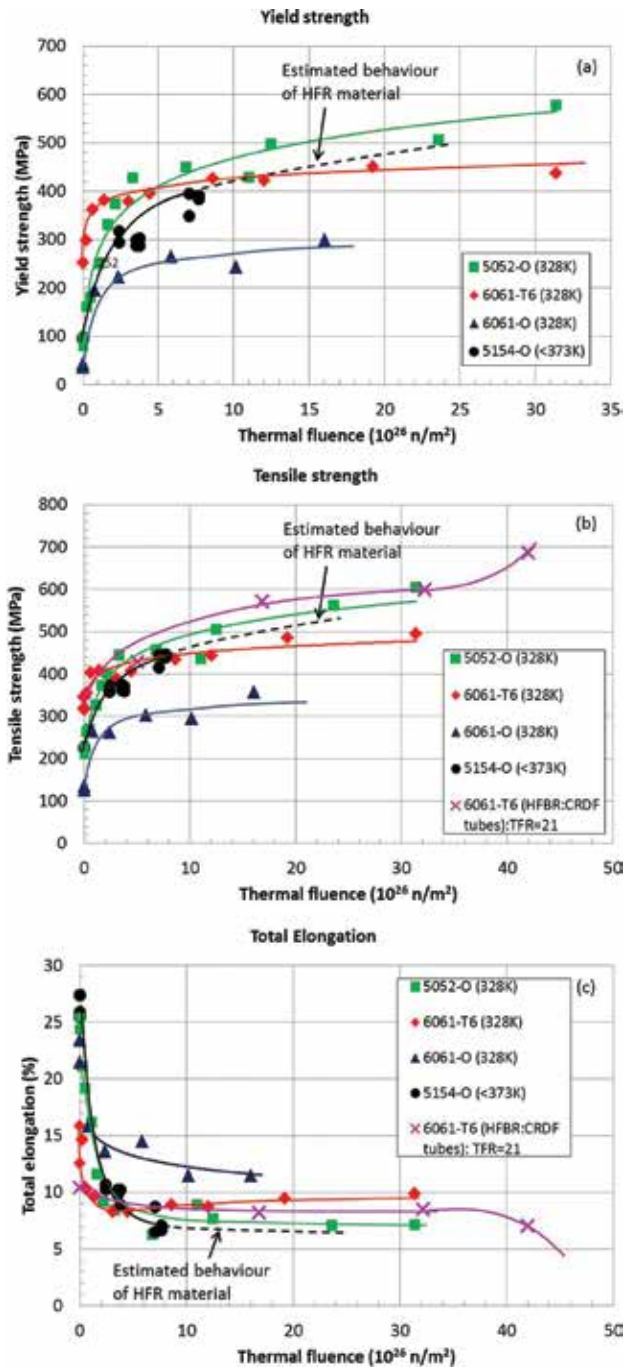 Yield strength
(a)
Estimated behaviour
of HFR material
Yield strength (MPa)
700
600
500
400
300
200
100
0
5052-O (328K)
6061-T6 (328K)
6061-O (328K)
5154-O (<373K)
0 5 10 15 20 25 30 35
Thermal fluence (10²⁶ n/m²)
Tensile strength
(b)
Estimated behaviour
of HFR material
Tensile strength (MPa)
800
700
600
500
400
300
200
100
0
5052-O (328K)
6061-T6 (328K)
6061-O (328K)
5154-O (<373K)
6061-T6 (HFBR:CRDF
tubes):TFR=21
0 10 20 30 40 50
Thermal fluence (10²⁶ n/m²)
Total Elongation
(c)
Total elongation (%)
30
25
20
15
10
5
0
5052-O (328K)
6061-T6 (328K)
6061-O (328K)
5154-O (<373K)
6061-T6 (HFBR:CRDF
tubes): TFR=21
Estimated behaviour
of HFR material
0 10 20 30 40 50
Thermal fluence (10²⁶ n/m²)